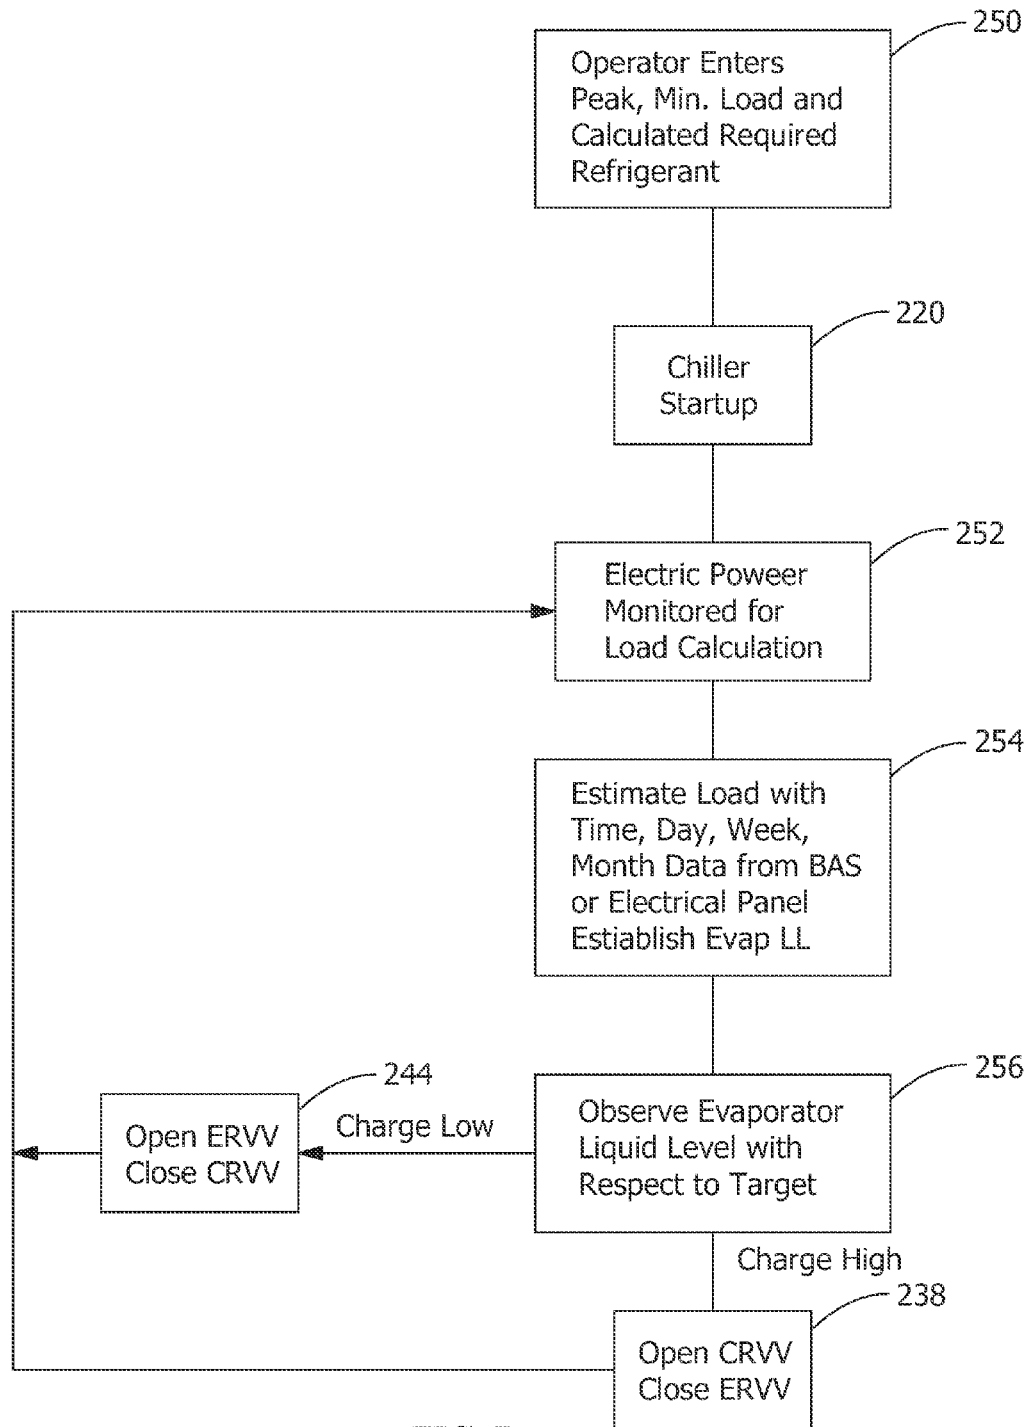 250
Operator Enters
Peak, Min. Load and
Calculated Required
Refrigerant
220
Chiller
Startup
252
Electric Poweer
Monitored for
Load Calculation
254
Estimate Load with
Time, Day, Week,
Month Data from BAS
or Electrical Panel
Estiablish Evap LL
256
Observe Evaporator
Liquid Level with
Respect to Target
244
Open ERVV
Close CRVV
Charge Low
Charge High
238
Open CRVV
Close ERVV